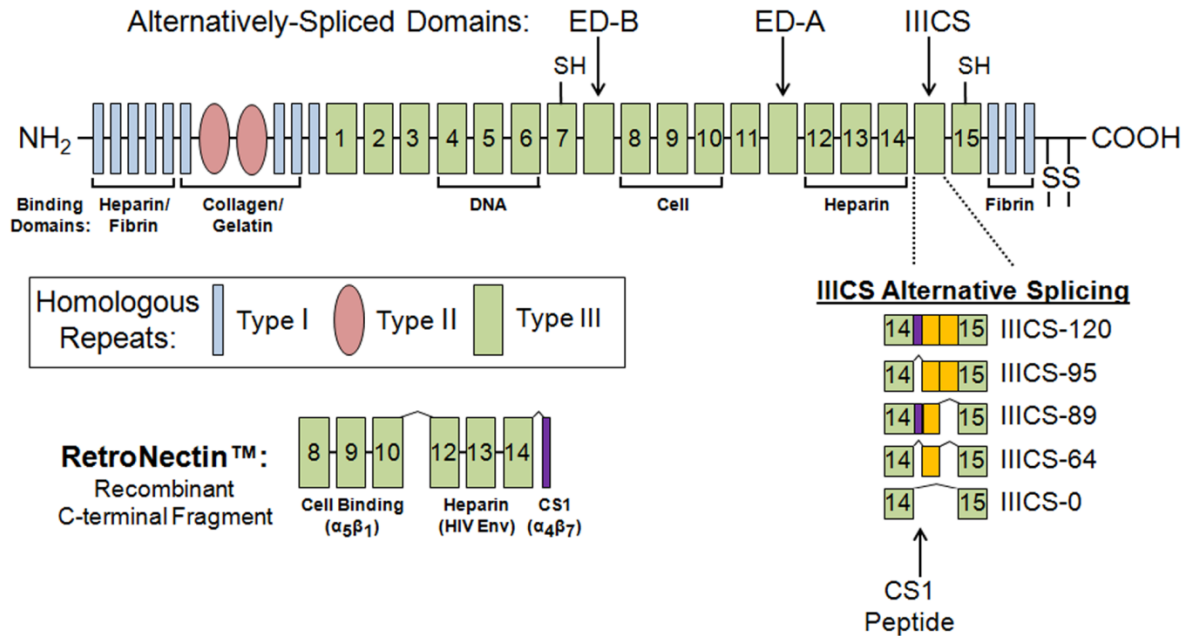 Alternatively-Spliced Domains: ED-B ED-A IIICS
SH SH
NH2 1 2 3 4 5 6 7 8 9 10 11 12 13 14 15 COOH
S S
Binding Domains:
Heparin/
Fibrin
Collagen/
Gelatin
DNA
Cell
Heparin
Fibrin
Homologous
Repeats:
Type I
Type II
Type III
IIICS Alternative Splicing
14 15 IIICS-120
14 15 IIICS-95
14 15 IIICS-89
14 15 IIICS-64
14 15 IIICS-0
CS1
Peptide
RetroNectin™:
Recombinant
C-terminal Fragment
8 9 10 12 13 14
Cell Binding
(α5β1)
Heparin
(HIV Env)
CS1
(α4β7)